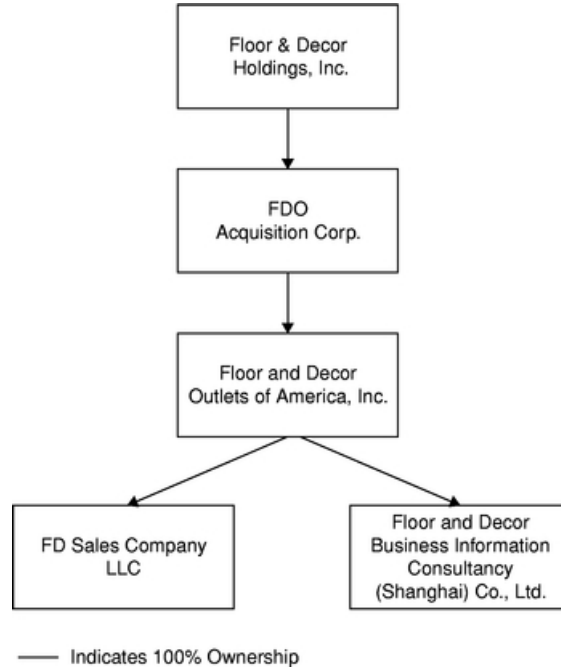 Floor & Decor
Holdings, Inc.
FDO
Acquisition Corp.
Floor and Decor
Outlets of America, Inc.
FD Sales Company
LLC
Floor and Decor
Business Information
Consultancy
(Shanghai) Co., Ltd.
Indicates 100% Ownership